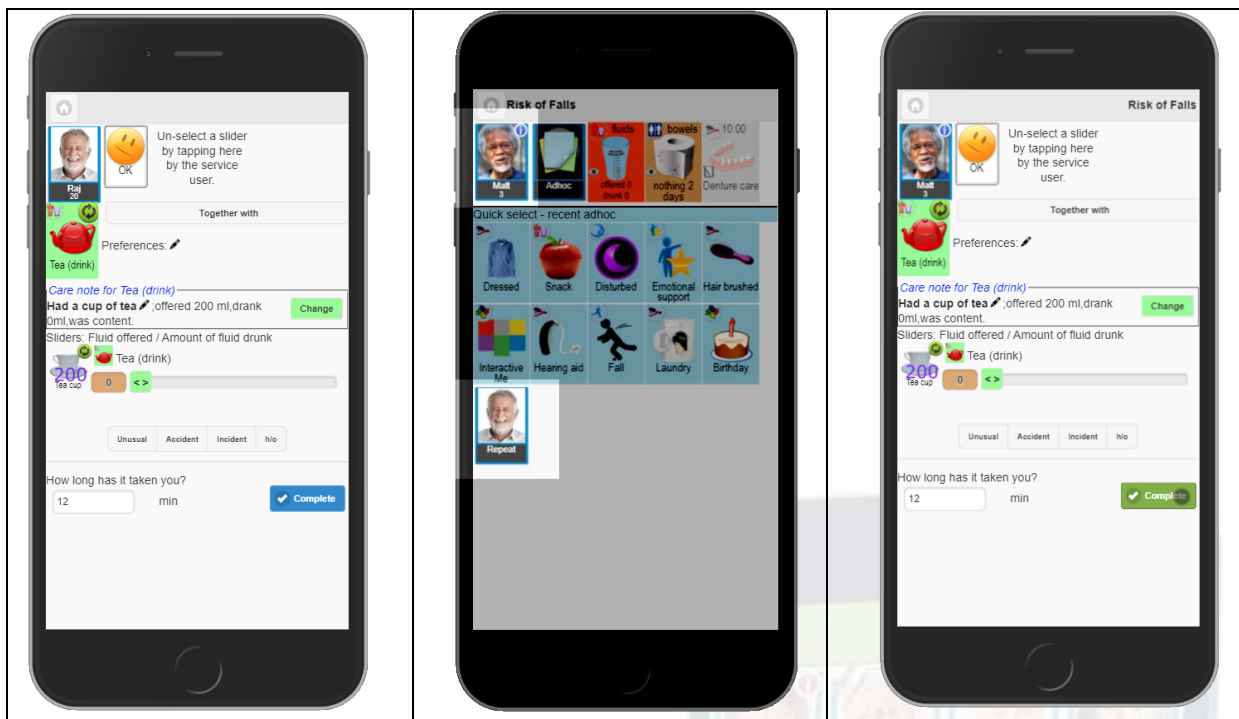 OK
Un-select a slider
by tapping here
by the service
user.
Raj
20
Together with
Preferences:
Tea (drink)
Care note for Tea (drink)
Had a cup of tea ;offered 200 ml,drank
0ml,was content.
Change
Sliders: Fluid offered / Amount of fluid drunk
Tea (drink)
200
Tea cup
0
< >
Unusual Accident Incident h/o
How long has it taken you?
12 min
Complete
Risk of Falls
fluids
bowels
10:00
Matt
3
Adhoc
offered 0
drunk 0
nothing 2
days
Denture care
Quick select - recent adhoc
Dressed
Snack
Disturbed
Emotional
support
Hair brushed
Interactive
Me
Hearing aid
Fall
Laundry
Birthday
Repeat
Risk of Falls
OK
Un-select a slider
by tapping here
by the service
user.
Matt
3
Together with
Preferences:
Tea (drink)
Care note for Tea (drink)
Had a cup of tea ;offered 200 ml,drank
0ml,was content.
Change
Sliders: Fluid offered / Amount of fluid drunk
Tea (drink)
200
Tea cup
0
< >
Unusual Accident Incident h/o
How long has it taken you?
12 min
Complete